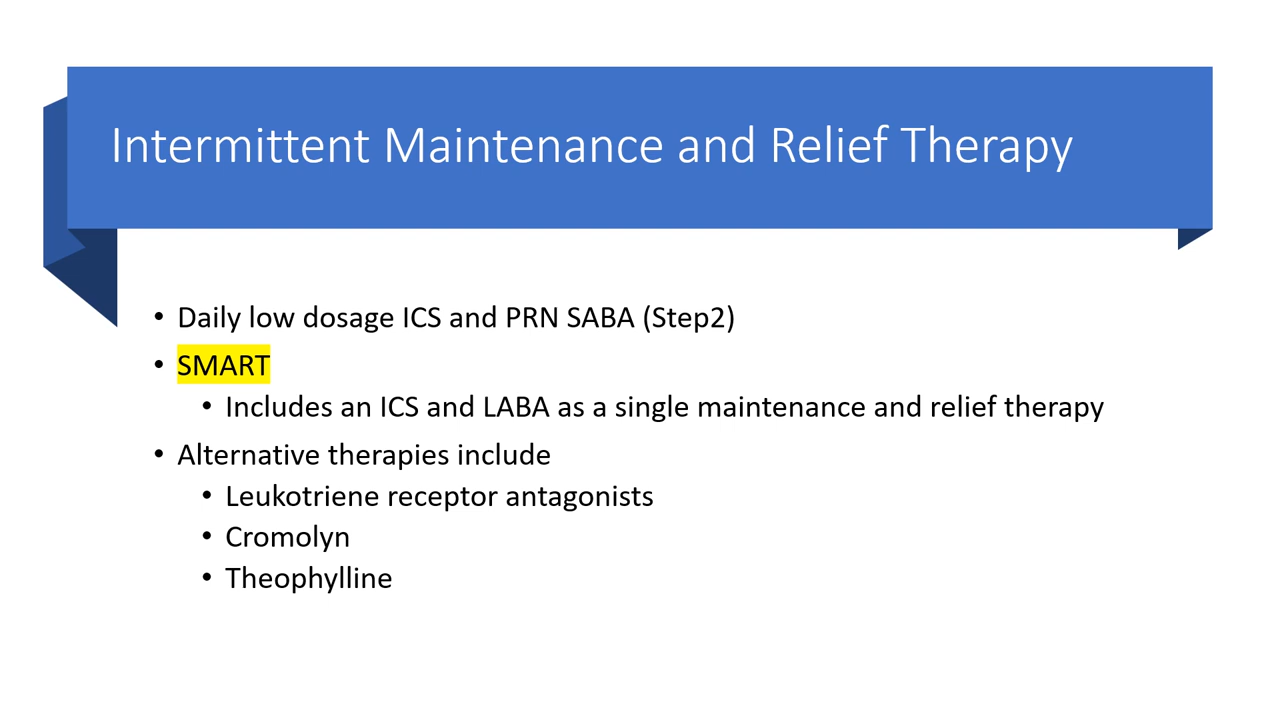 Intermittent Maintenance and Relief Therapy
• Daily low dosage ICS and PRN SABA (Step2)
• SMART
• Includes an ICS and LABA as a single maintenance and relief therapy
• Alternative therapies include
• Leukotriene receptor antagonists
• Cromolyn
• Theophylline